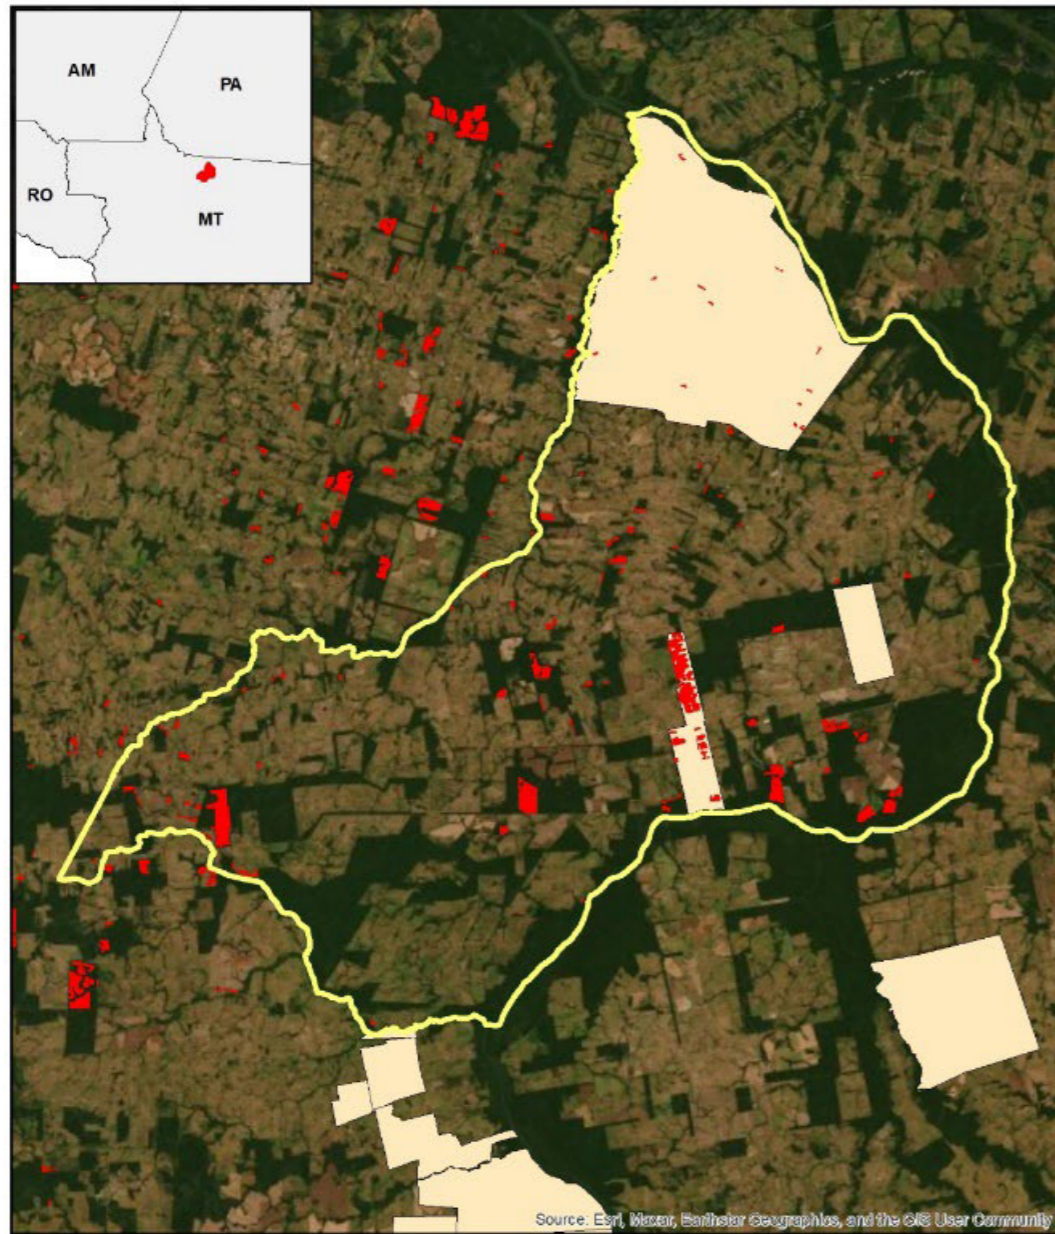 AM
PA
RO
MT
Source: Esri, Maxar, Earthstar Geographics, and the GIS User Community